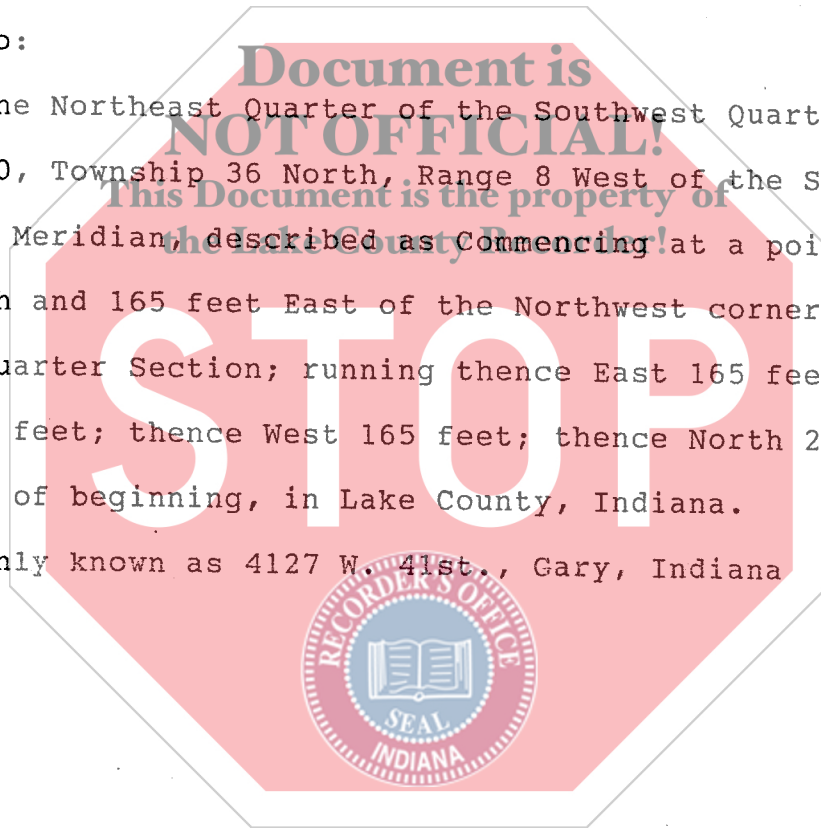 o:
Document is
ne Northeast Quarter of the Southwest Quart
NOT OFFICIAL!
0, Township 36 North, Range 8 West of the S
This Document is the property of
Meridian, described as Commencing at a poi
the Lake County Recorder!
h and 165 feet East of the Northwest corner
uarter Section; running thence East 165 fee
STOP
feet; thence West 165 feet; thence North 2
of beginning, in Lake County, Indiana.
nly known as 4127 W. 41st., Gary, Indiana
RECORDER'S OFFICE
SEAL
INDIANA